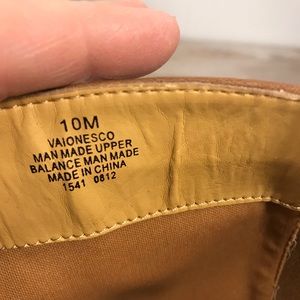 10M
VAIONESCO
MAN MADE UPPER
BALANCE MAN MADE
MADE IN CHINA
1541 0812